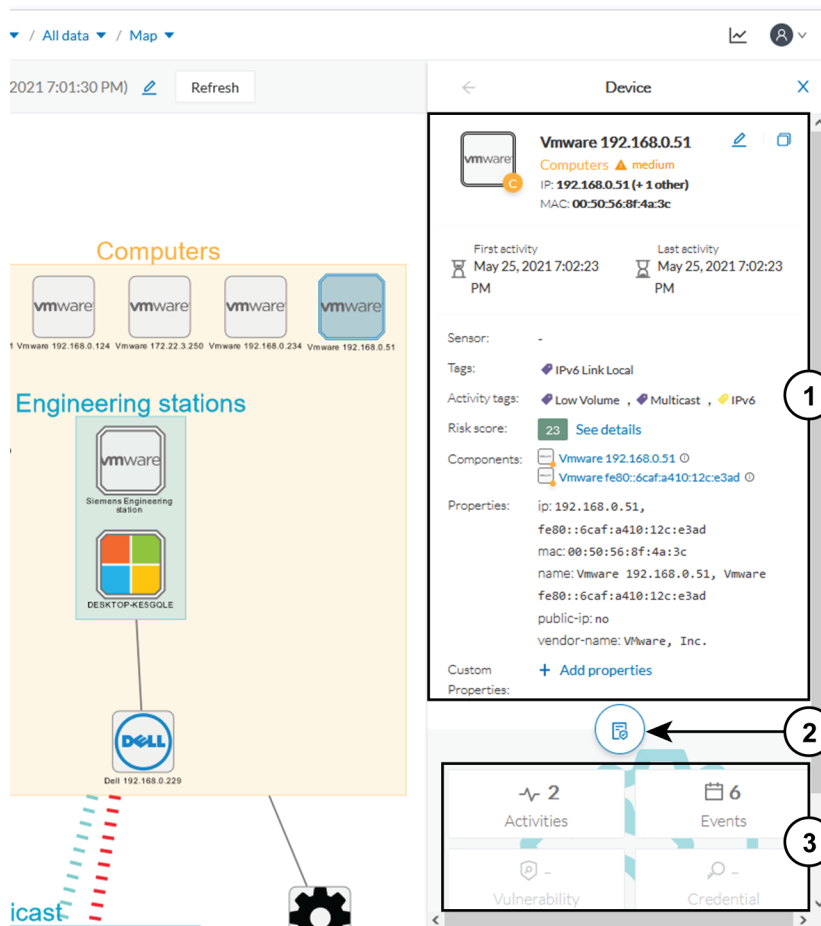 / All data / Map
2021 7:01:30 PM) Refresh
Device
vmware
C
Vmware 192.168.0.51
Computers medium
IP: 192.168.0.51 (+ 1 other)
MAC: 00:50:56:8f:4a:3c
First activity
May 25, 2021 7:02:23
PM
Last activity
May 25, 2021 7:02:23
PM
Sensor: -
Tags: IPv6 Link Local
Activity tags: Low Volume , Multicast , IPv6
Risk score: 23 See details
Components: Vmware 192.168.0.51
Vmware fe80::6caf:a410:12c:e3ad
Properties: ip: 192.168.0.51,
fe80::6caf:a410:12c:e3ad
mac: 00:50:56:8f:4a:3c
name: Vmware 192.168.0.51, Vmware
fe80::6caf:a410:12c:e3ad
public-ip: no
vendor-name: VMware, Inc.
Custom + Add properties
Properties:
1
2
2
Activities
6
Events
3
-
Vulnerability
-
Credential
Computers
vmware vmware vmware vmware
1 Vmware 192.168.0.124 Vmware 172.22.3.250 Vmware 192.168.0.234 Vmware 192.168.0.51
Engineering stations
vmware
Siemens Engineering
station
DESKTOP-KE5GQLE
DELL
Dell 192.168.0.229
icast